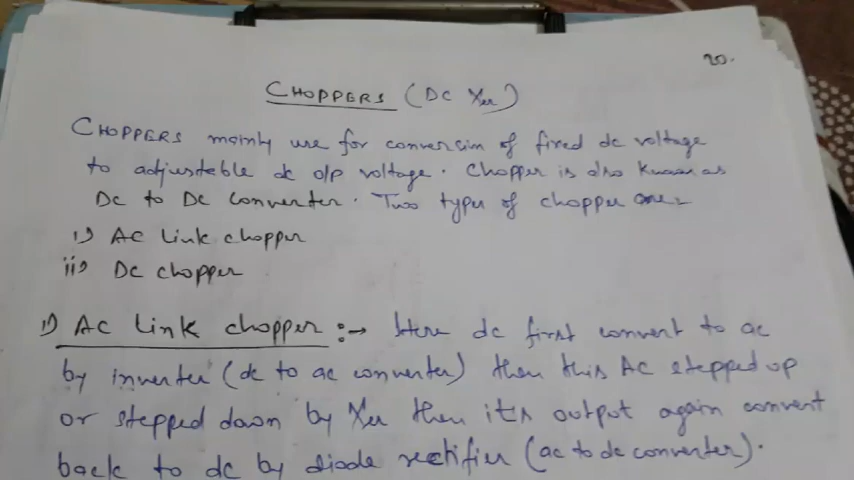 20.
CHOPPERS (DC Xer)
CHOPPERS mainly use for conversion of fixed dc voltage
to adjustable dc o/p voltage. Chopper is also known as
DC to DC converter. Two types of chopper are:-
i) AC link chopper
ii) DC chopper
1) AC link chopper :→ Here dc first convert to ac
by inverter (dc to ac converter) then this AC stepped up
or stepped down by Xer then its output again convert
back to dc by diode rectifier (ac to dc converter).